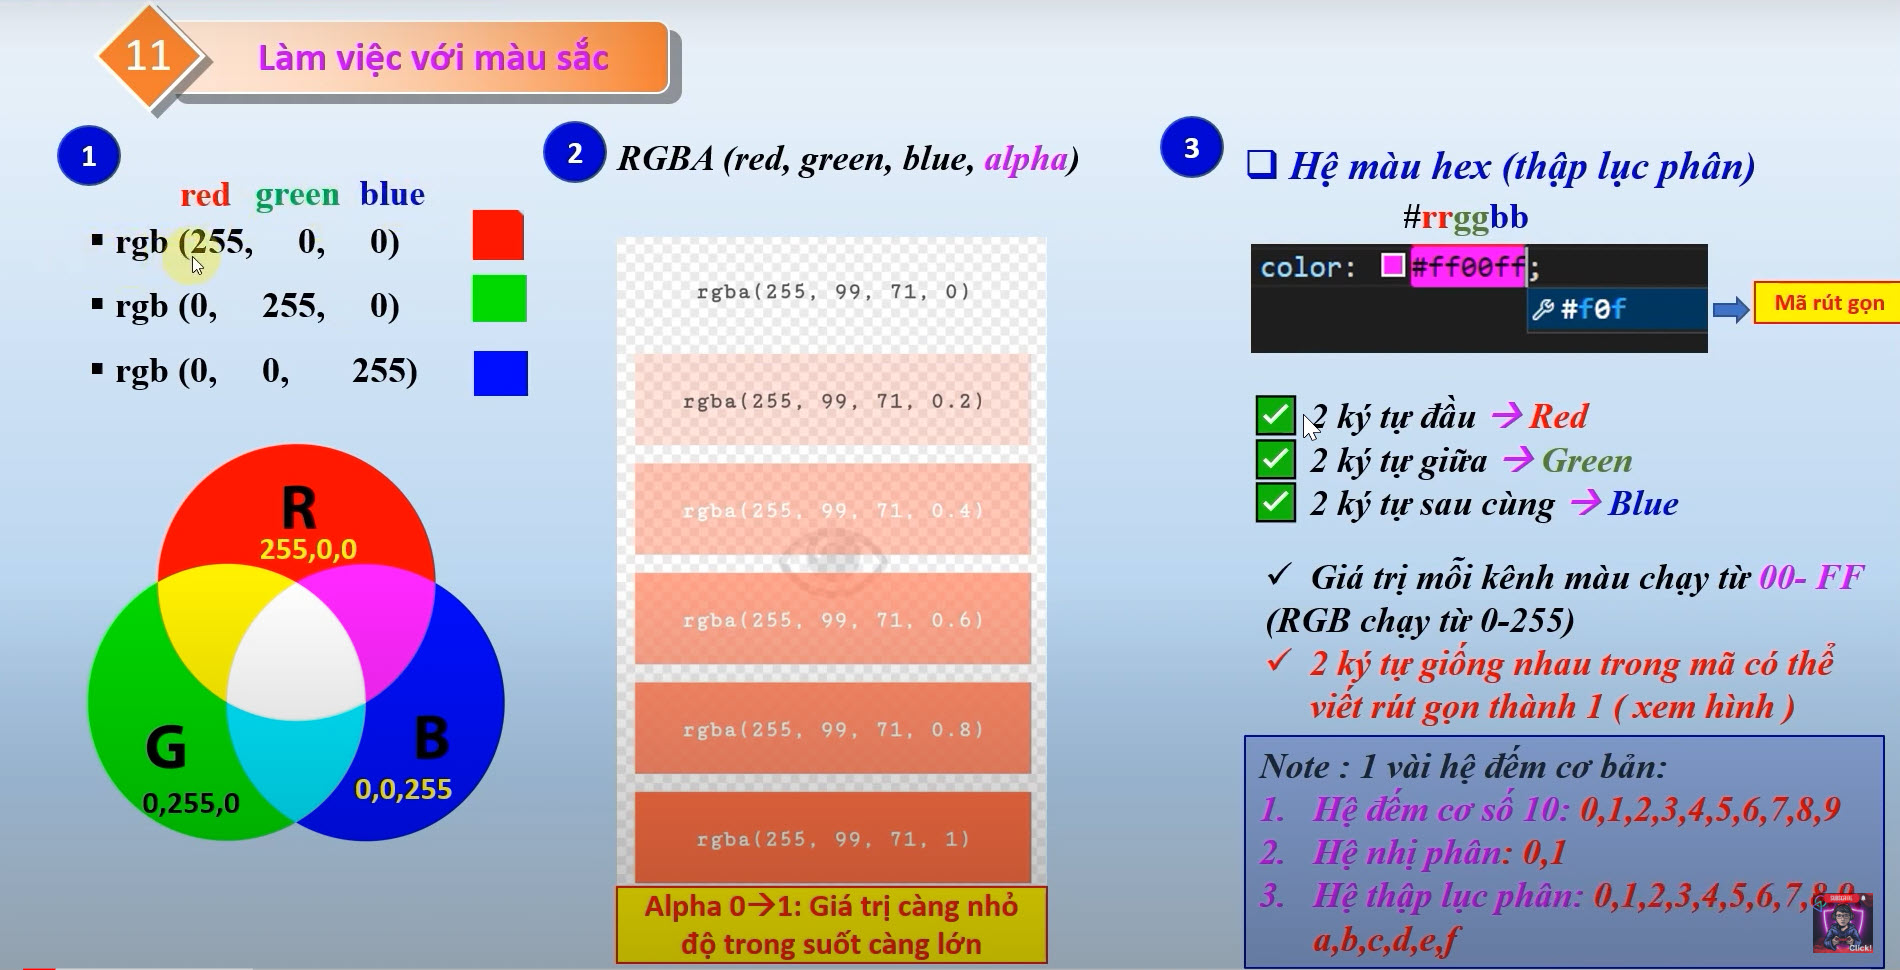 11
Làm việc với màu sắc
1
red green blue
rgb (255, 0, 0)
rgb (0, 255, 0)
rgb (0, 0, 255)
R
255,0,0
G
0,255,0
B
0,0,255
2
RGBA (red, green, blue, alpha)
rgba(255, 99, 71, 0)
rgba(255, 99, 71, 0.2)
rgba(255, 99, 71, 0.4)
rgba(255, 99, 71, 0.6)
rgba(255, 99, 71, 0.8)
rgba(255, 99, 71, 1)
Alpha 0→1: Giá trị càng nhỏ
độ trong suốt càng lớn
3
Hệ màu hex (thập lục phân)
#rrggbb
color: #ff00ff;
#f0f
Mã rút gọn
2 ký tự đầu → Red
2 ký tự giữa → Green
2 ký tự sau cùng → Blue
Giá trị mỗi kênh màu chạy từ 00- FF
(RGB chạy từ 0-255)
2 ký tự giống nhau trong mã có thể
viết rút gọn thành 1 ( xem hình )
Note : 1 vài hệ đếm cơ bản:
1. Hệ đếm cơ số 10: 0,1,2,3,4,5,6,7,8,9
2. Hệ nhị phân: 0,1
3. Hệ thập lục phân: 0,1,2,3,4,5,6,7,8,9
a,b,c,d,e,f
Click!